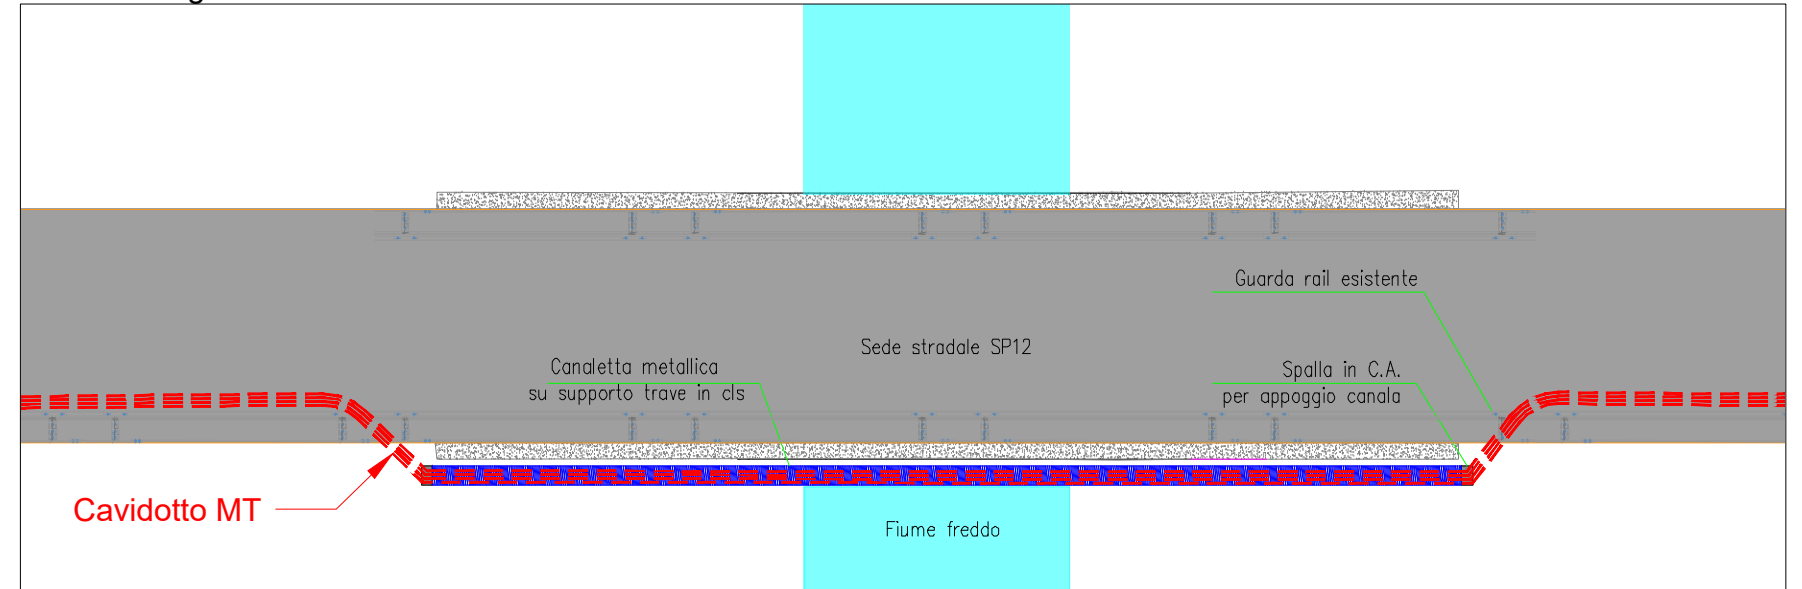 Guarda rail esistente
Sede stradale SP12
Canaletta metallica
su supporto trave in cls
Spalla in C.A.
per appoggio canala
Cavidotto MT
Fiume freddo